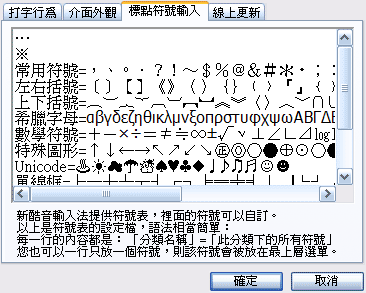 打字行為 介面外觀 標點符號輸入 線上更新
…
※
常用符號=，、。．？！～＄％＠＆＃＊・；：
左右括號=（）「」〔〕《》〈〉｛｝『』
上下括號=︵︶﹁﹂︹︺︽︾︿﹀∩∪
希臘字母=αβγδεζηθικλμνξοπρστυφχψωΑΒΓΔΕ
數學符號=＋－×÷＝≠≒∞±√∨⊥∠∟⊿㏒
特殊圖形=↑↓←→↖↗↙↘㊣◎○●⊕⊙
Unicode=♨☀☁☂☃♠♥♣♦♩♪♫♬☺☻
單線框=
新酷音輸入法提供符號表，裡面的符號可以自訂。
以上是符號表的設定檔，語法相當簡單：
每一行的內容都是：「分類名稱」=「此分類下的所有符號」
您也可以一行只放一個符號，則該符號會被放在最上層選單。
確定 取消